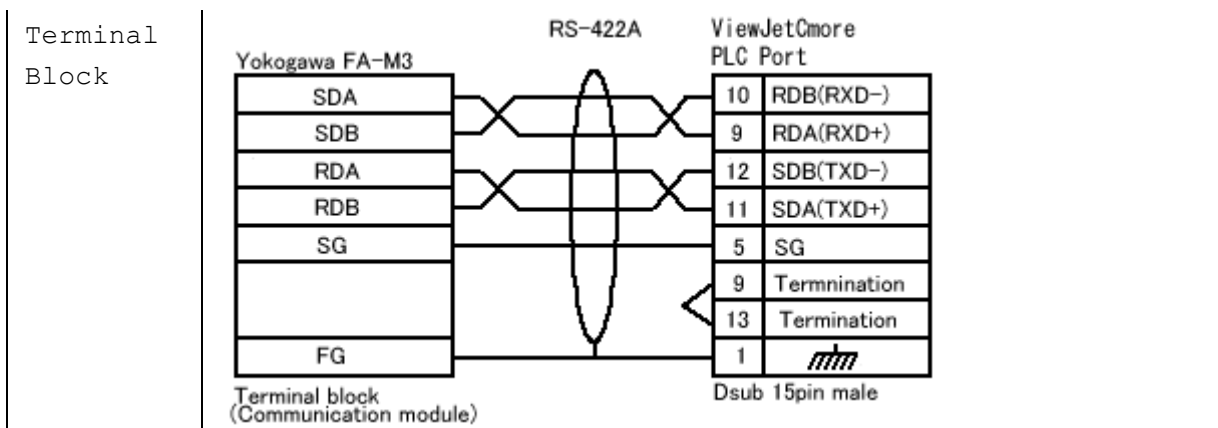 Terminal
Block
RS-422A
ViewJetCmore
PLC Port
Yokogawa FA-M3
SDA
10 RDB(RXD-)
SDB
9 RDA(RXD+)
RDA
12 SDB(TXD-)
RDB
11 SDA(TXD+)
SG
5 SG
9 Termnination
13 Termination
FG
1
Terminal block
(Communication module)
Dsub 15pin male